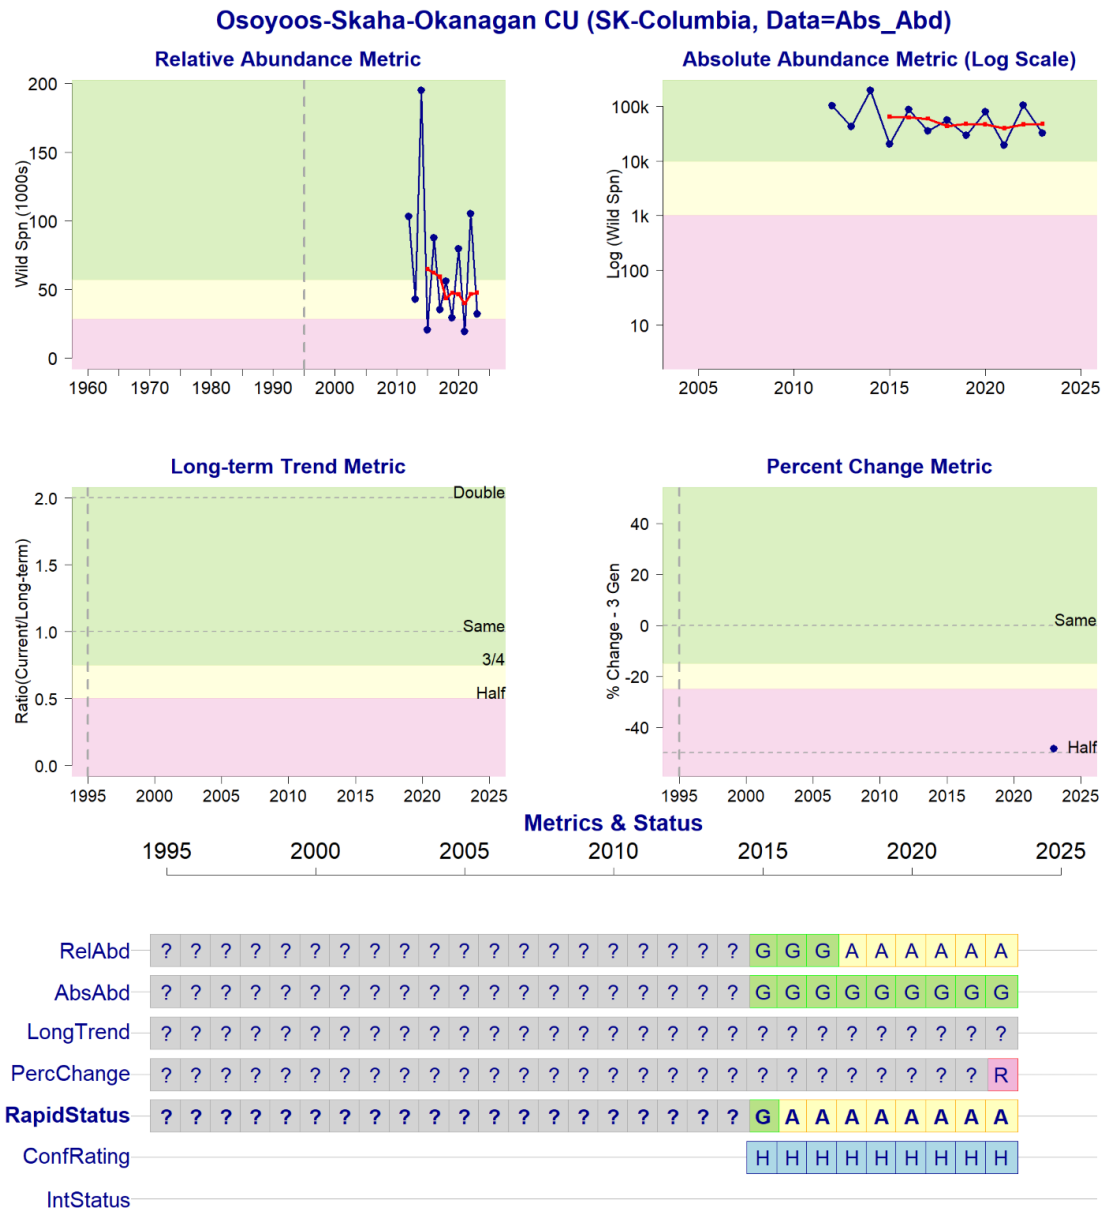 Osoyoos-Skaha-Okanagan CU (SK-Columbia, Data=Abs_Abd)
Relative Abundance Metric
Wild Spn (1000s)
200
150
100
50
0
1960 1970 1980 1990 2000 2010 2020
Absolute Abundance Metric (Log Scale)
Log (Wild Spn)
100k
10k
1k
100
10
2005 2010 2015 2020 2025
Long-term Trend Metric
Ratio(Current/Long-term)
2.0
1.5
1.0
0.5
0.0
Double
Same
3/4
Half
1995 2000 2005 2010 2015 2020 2025
Percent Change Metric
% Change - 3 Gen
40
20
0
-20
-40
Same
Half
1995 2000 2005 2010 2015 2020 2025
Metrics & Status
1995 2000 2005 2010 2015 2020 2025
RelAbd ? ? ? ? ? ? ? ? ? ? ? ? ? ? ? ? ? ? ? ? G G G A A A A A A
AbsAbd ? ? ? ? ? ? ? ? ? ? ? ? ? ? ? ? ? ? ? ? G G G G G G G G G
LongTrend ? ? ? ? ? ? ? ? ? ? ? ? ? ? ? ? ? ? ? ? ? ? ? ? ? ? ? ? ?
PercChange ? ? ? ? ? ? ? ? ? ? ? ? ? ? ? ? ? ? ? ? ? ? ? ? ? ? ? ? R
RapidStatus ? ? ? ? ? ? ? ? ? ? ? ? ? ? ? ? ? ? ? ? G A A A A A A A A
ConfRating H H H H H H H H H
IntStatus